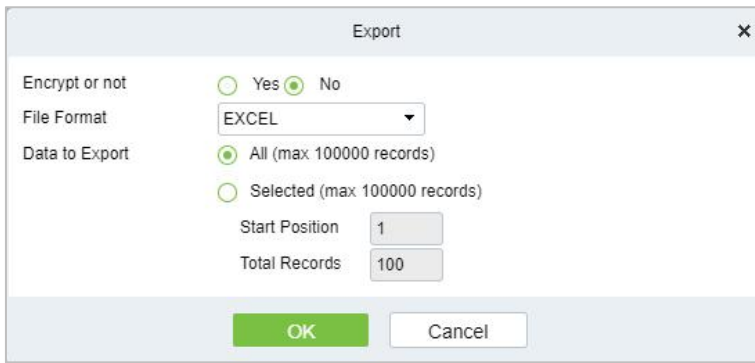 Export
Encrypt or not Yes No
File Format EXCEL
Data to Export All (max 100000 records)
Selected (max 100000 records)
Start Position 1
Total Records 100
OK Cancel